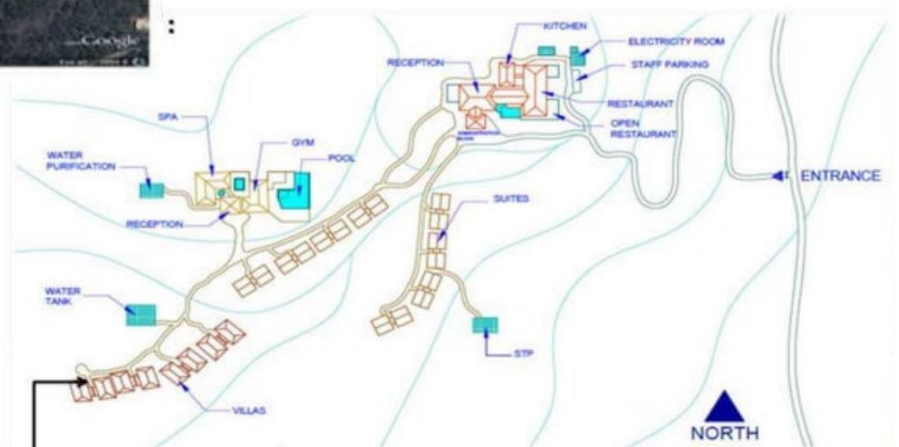 Google
:
KITCHEN
ELECTRICITY ROOM
RECEPTION
STAFF PARKING
RESTAURANT
OPEN
RESTAURANT
SPA
GYM
POOL
WATER
PURIFICATION
ENTRANCE
SUITES
RECEPTION
WATER
TANK
STP
VILLAS
NORTH